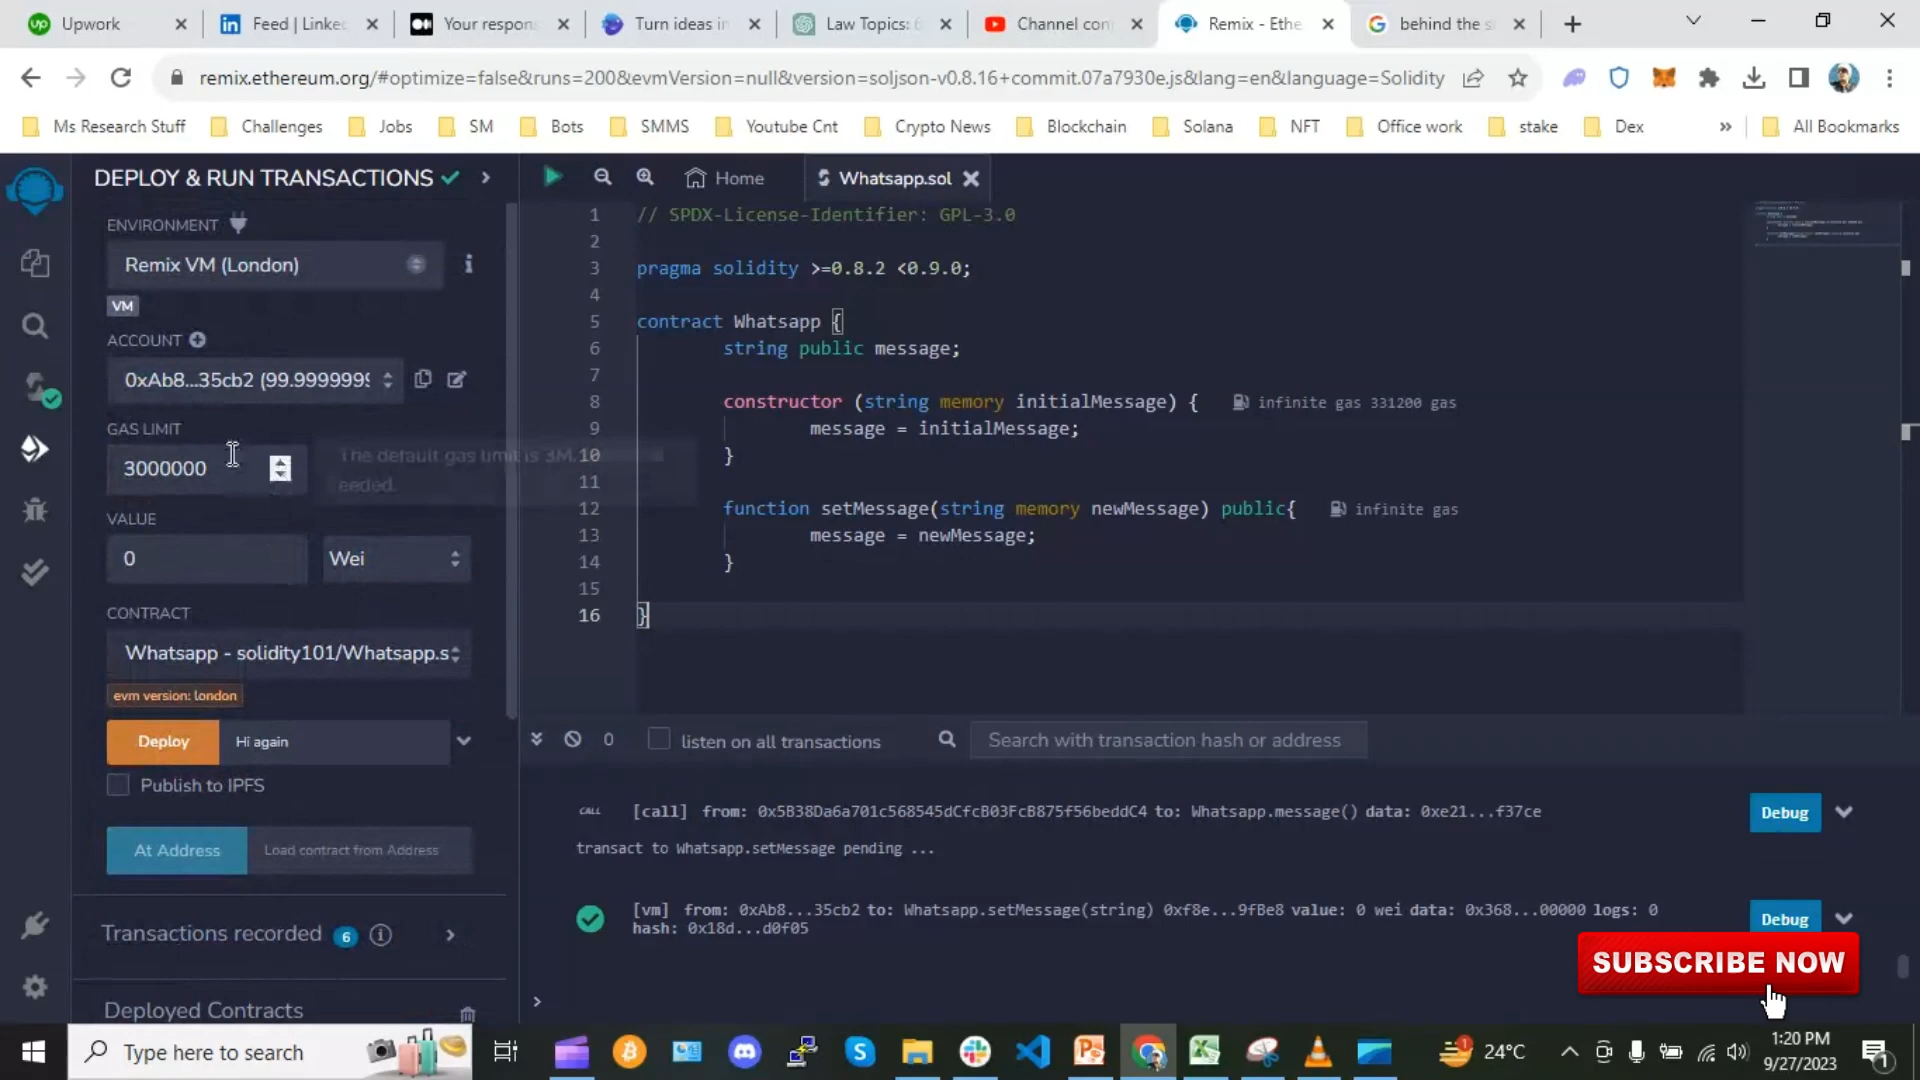 Upwork
Feed | Linke
Your respon
Turn ideas i
Law Topics:
Channel con
Remix - Ethe
behind the s
remix.ethereum.org/#optimize=false&runs=200&evmVersion=null&version=soljson-v0.8.16+commit.07a7930e.js&lang=en&language=Solidity
Ms Research Stuff
Challenges
Jobs
SM
Bots
SMMS
Youtube Cnt
Crypto News
Blockchain
Solana
NFT
Office work
stake
Dex
»
All Bookmarks
DEPLOY & RUN TRANSACTIONS
ENVIRONMENT
Remix VM (London)
VM
ACCOUNT
0xAb8...35cb2 (99.9999999
GAS LIMIT
3000000
The default gas limit is 3M.
eeded.
VALUE
0
Wei
CONTRACT
Whatsapp - solidity101/Whatsapp.s
evm version: london
Deploy
Hi again
Publish to IPFS
At Address
Load contract from Address
Transactions recorded 6
Deployed Contracts
Home
Whatsapp.sol
1 // SPDX-License-Identifier: GPL-3.0
2
3 pragma solidity >=0.8.2 <0.9.0;
4
5 contract Whatsapp {
6 string public message;
7
8 constructor (string memory initialMessage) { infinite gas 331200 gas
9 message = initialMessage;
10 }
11
12 function setMessage(string memory newMessage) public{ infinite gas
13 message = newMessage;
14 }
15
16 }
0
listen on all transactions
Search with transaction hash or address
CALL [call] from: 0x5B38Da6a701c568545dCfcB03FcB875f56beddC4 to: Whatsapp.message() data: 0xe21...f37ce
Debug
transact to Whatsapp.setMessage pending ...
[vm] from: 0xAb8...35cb2 to: Whatsapp.setMessage(string) 0xf8e...9fBe8 value: 0 wei data: 0x368...00000 logs: 0
hash: 0x18d...d0f05
Debug
SUBSCRIBE NOW
>
Type here to search
1
24°C
1:20 PM
9/27/2023
1